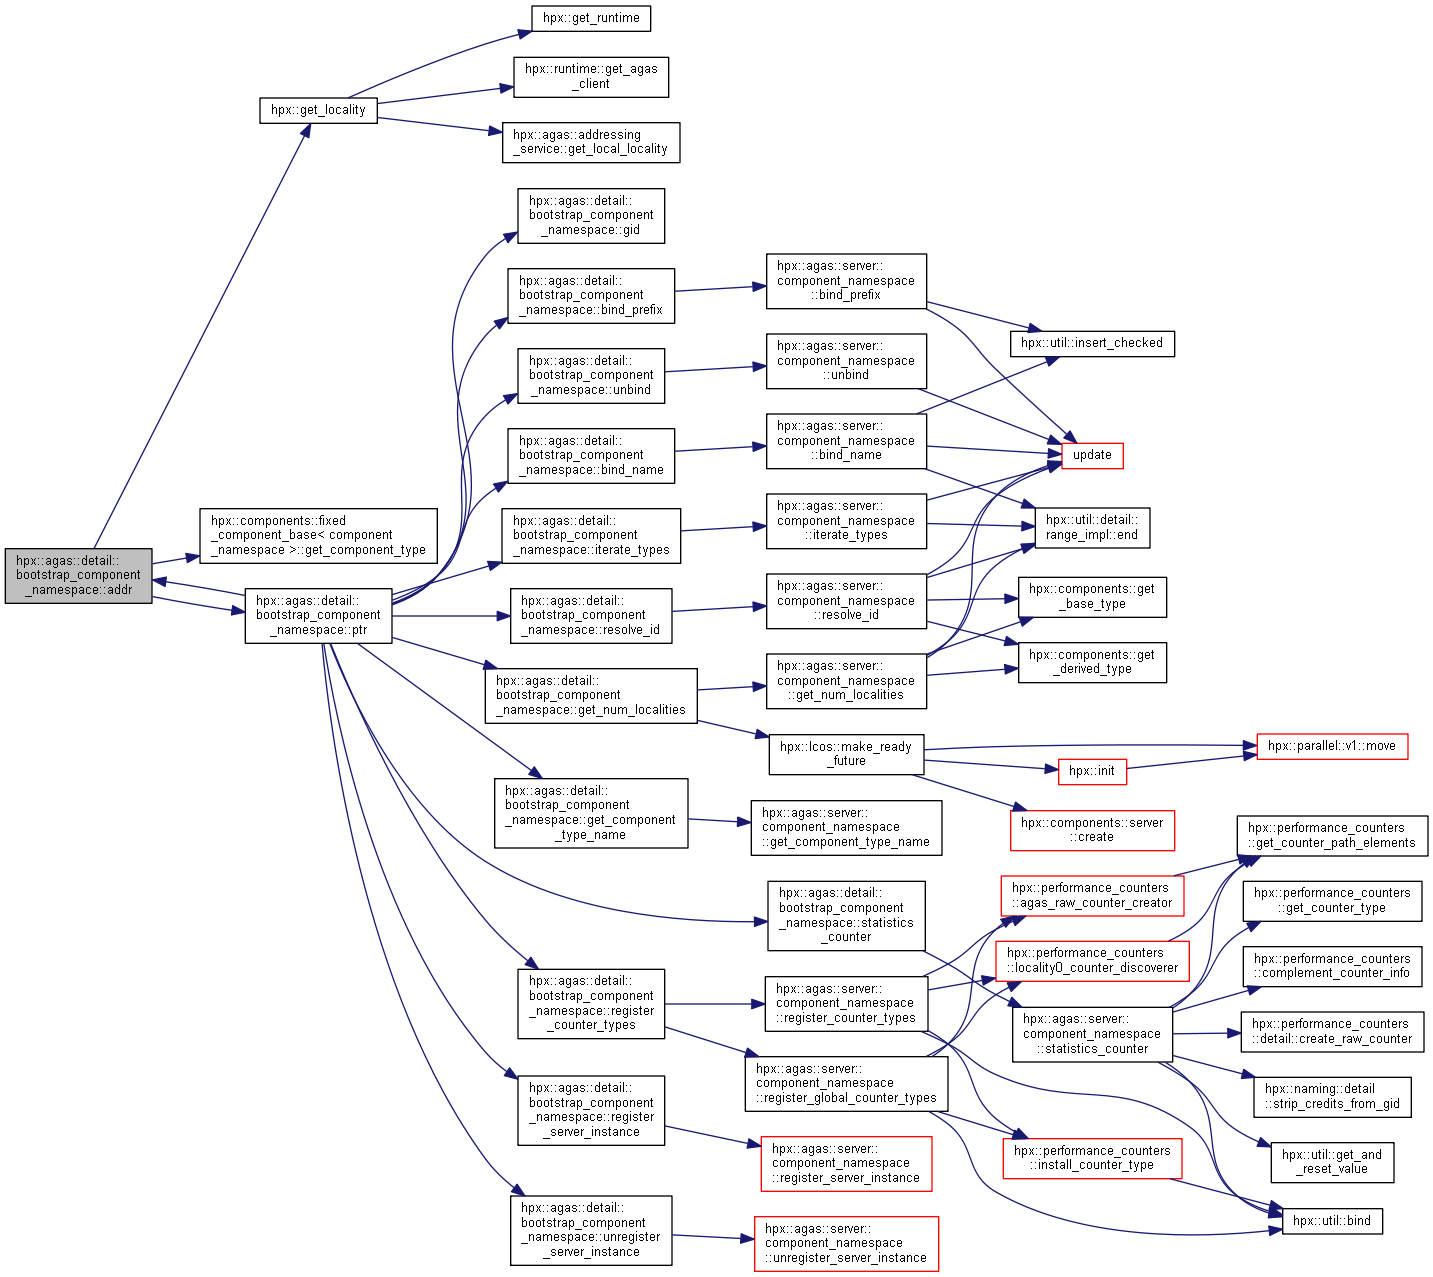 hpx::get_runtime
hpx::runtime::get_agas
_client
hpx::get_locality
hpx::agas::addressing
_service::get_local_locality
hpx::agas::detail::
bootstrap_component
_namespace::gid
hpx::agas::detail::
bootstrap_component
_namespace::bind_prefix
hpx::agas::server::
component_namespace
::bind_prefix
hpx::util::insert_checked
hpx::agas::detail::
bootstrap_component
_namespace::unbind
hpx::agas::server::
component_namespace
::unbind
hpx::agas::detail::
bootstrap_component
_namespace::bind_name
hpx::agas::server::
component_namespace
::bind_name
update
hpx::components::fixed
_component_base< component
_namespace >::get_component_type
hpx::agas::detail::
bootstrap_component
_namespace::iterate_types
hpx::agas::server::
component_namespace
::iterate_types
hpx::util::detail::
range_impl::end
hpx::agas::detail::
bootstrap_component
_namespace::addr
hpx::agas::detail::
bootstrap_component
_namespace::ptr
hpx::agas::detail::
bootstrap_component
_namespace::resolve_id
hpx::agas::server::
component_namespace
::resolve_id
hpx::components::get
_base_type
hpx::components::get
_derived_type
hpx::agas::detail::
bootstrap_component
_namespace::get_num_localities
hpx::agas::server::
component_namespace
::get_num_localities
hpx::lcos::make_ready
_future
hpx::parallel::v1::move
hpx::init
hpx::components::server
::create
hpx::agas::detail::
bootstrap_component
_namespace::get_component
_type_name
hpx::agas::server::
component_namespace
::get_component_type_name
hpx::performance_counters
::get_counter_path_elements
hpx::agas::detail::
bootstrap_component
_namespace::statistics
_counter
hpx::performance_counters
::agas_raw_counter_creator
hpx::performance_counters
::get_counter_type
hpx::performance_counters
::locality0_counter_discoverer
hpx::performance_counters
::complement_counter_info
hpx::agas::detail::
bootstrap_component
_namespace::register
_counter_types
hpx::agas::server::
component_namespace
::register_counter_types
hpx::agas::server::
component_namespace
::statistics_counter
hpx::performance_counters
::detail::create_raw_counter
hpx::agas::server::
component_namespace
::register_global_counter_types
hpx::naming::detail
::strip_credits_from_gid
hpx::agas::detail::
bootstrap_component
_namespace::register
_server_instance
hpx::agas::server::
component_namespace
::register_server_instance
hpx::performance_counters
::install_counter_type
hpx::util::get_and
_reset_value
hpx::agas::detail::
bootstrap_component
_namespace::unregister
_server_instance
hpx::agas::server::
component_namespace
::unregister_server_instance
hpx::util::bind